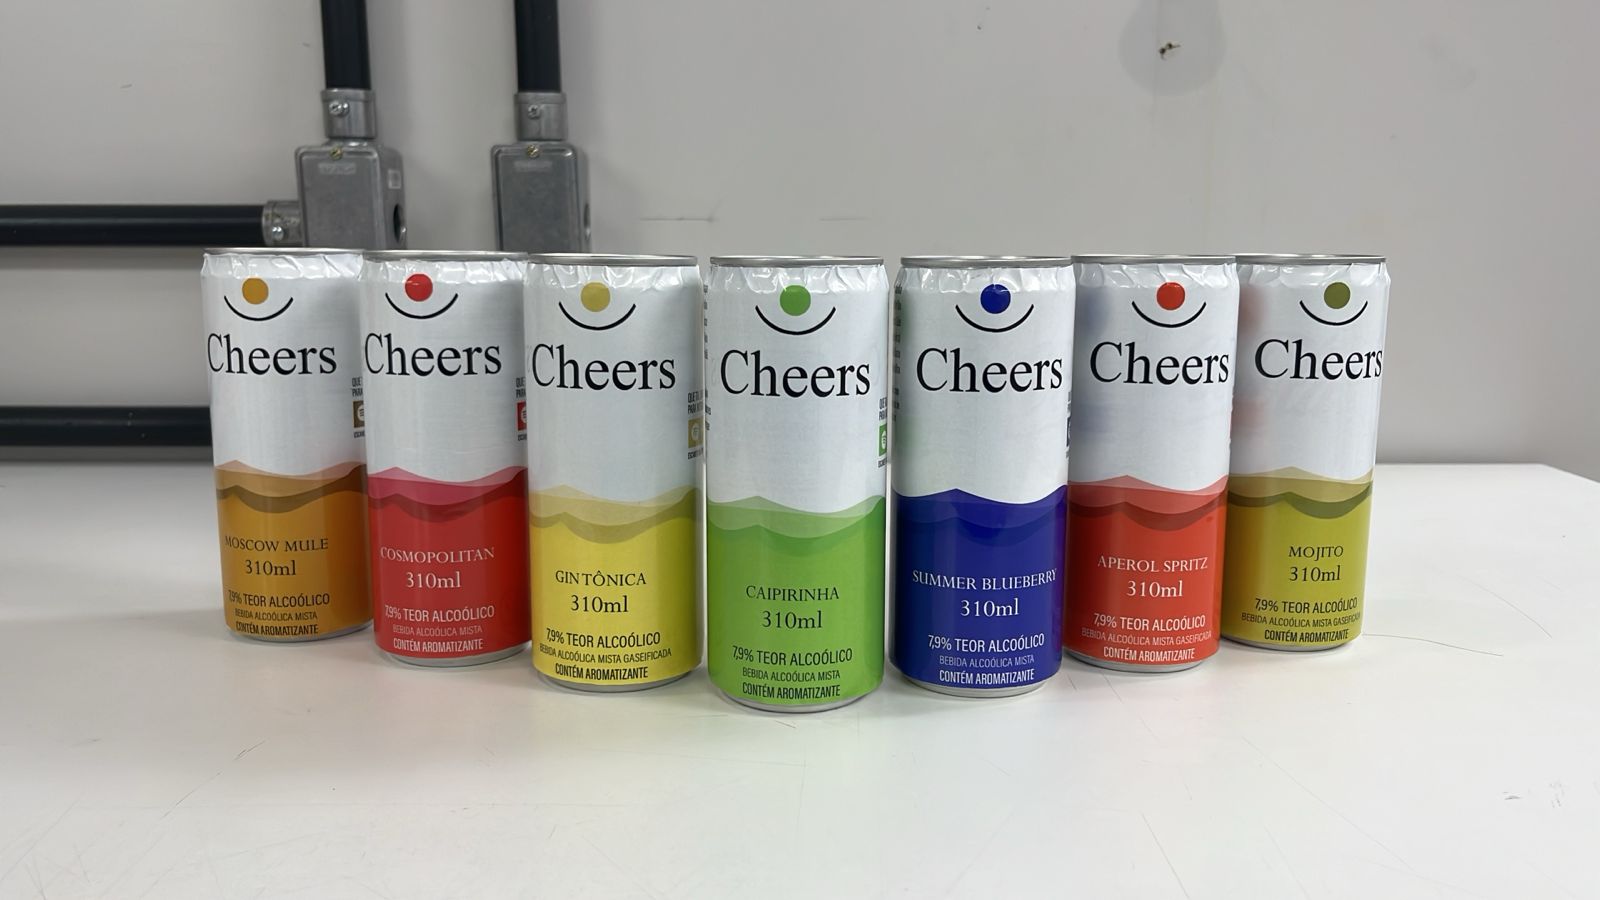 Cheers
MOSCOW MULE
310ml
7,9% TEOR ALCOÓLICO
BEBIDA ALCOÓLICA MISTA
CONTÉM AROMATIZANTE
Cheers
COSMOPOLITAN
310ml
7,9% TEOR ALCOÓLICO
BEBIDA ALCOÓLICA MISTA
CONTÉM AROMATIZANTE
Cheers
GIN TÔNICA
310ml
7,9% TEOR ALCOÓLICO
BEBIDA ALCOÓLICA MISTA GASEIFICADA
CONTÉM AROMATIZANTE
Cheers
CAIPIRINHA
310ml
7,9% TEOR ALCOÓLICO
BEBIDA ALCOÓLICA MISTA
CONTÉM AROMATIZANTE
Cheers
SUMMER BLUEBERRY
310ml
7,9% TEOR ALCOÓLICO
BEBIDA ALCOÓLICA MISTA
CONTÉM AROMATIZANTE
Cheers
APEROL SPRITZ
310ml
7,9% TEOR ALCOÓLICO
BEBIDA ALCOÓLICA MISTA GASEIFICADA
CONTÉM AROMATIZANTE
Cheers
MOJITO
310ml
7,9% TEOR ALCOÓLICO
BEBIDA ALCOÓLICA MISTA GASEIFICADA
CONTÉM AROMATIZANTE